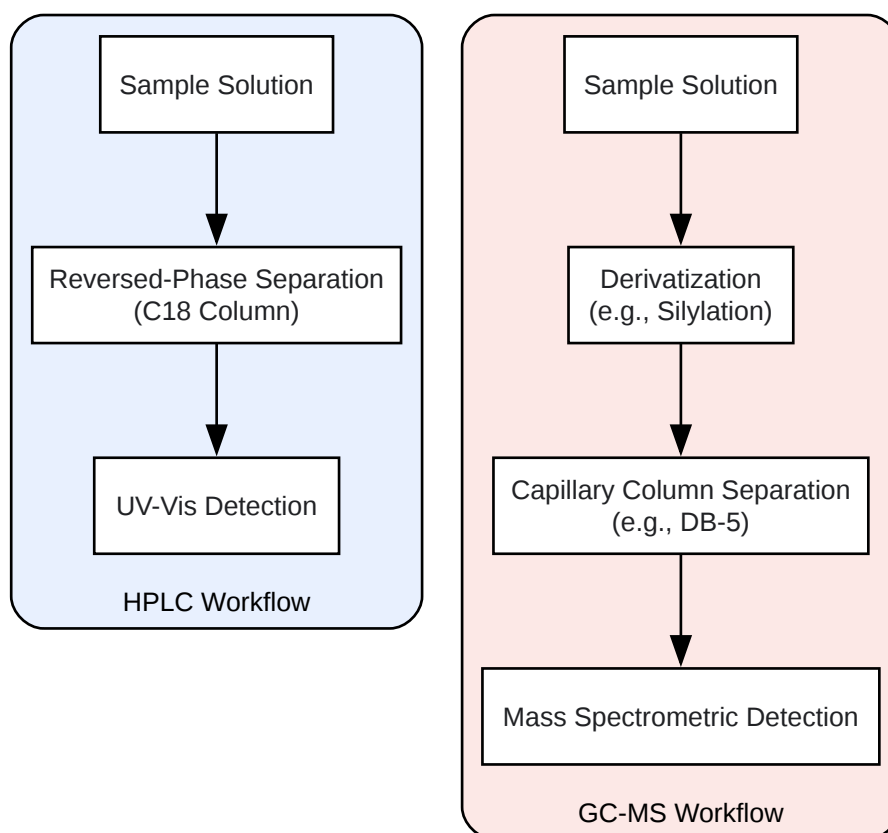 Sample Solution
Reversed-Phase Separation
(C18 Column)
UV-Vis Detection
HPLC Workflow
Sample Solution
Derivatization
(e.g., Silylation)
Capillary Column Separation
(e.g., DB-5)
Mass Spectrometric Detection
GC-MS Workflow